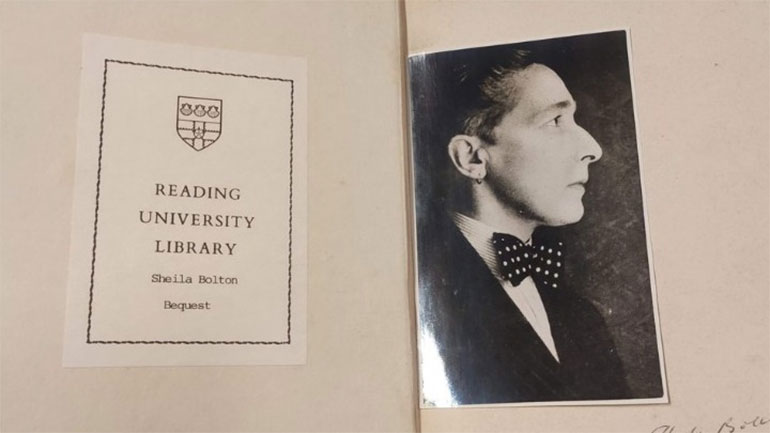 READING
UNIVERSITY
LIBRARY
Sheila Bolton
Bequest